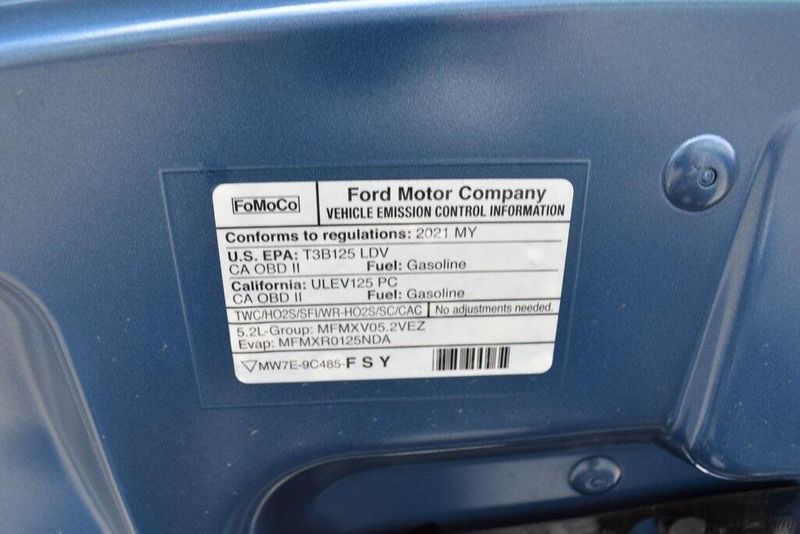 FoMoCo
Ford Motor Company
VEHICLE EMISSION CONTROL INFORMATION
Conforms to regulations: 2021 MY
U.S. EPA: T3B125 LDV
CA OBD II Fuel: Gasoline
California: ULEV125 PC
CA OBD II Fuel: Gasoline
TWC/HO2S/SFI/WR-HO2S/SC/CAC No adjustments needed.
5.2L-Group: MFMXV05.2VEZ
Evap: MFMXR0125NDA
MW7E-9C485-F S Y